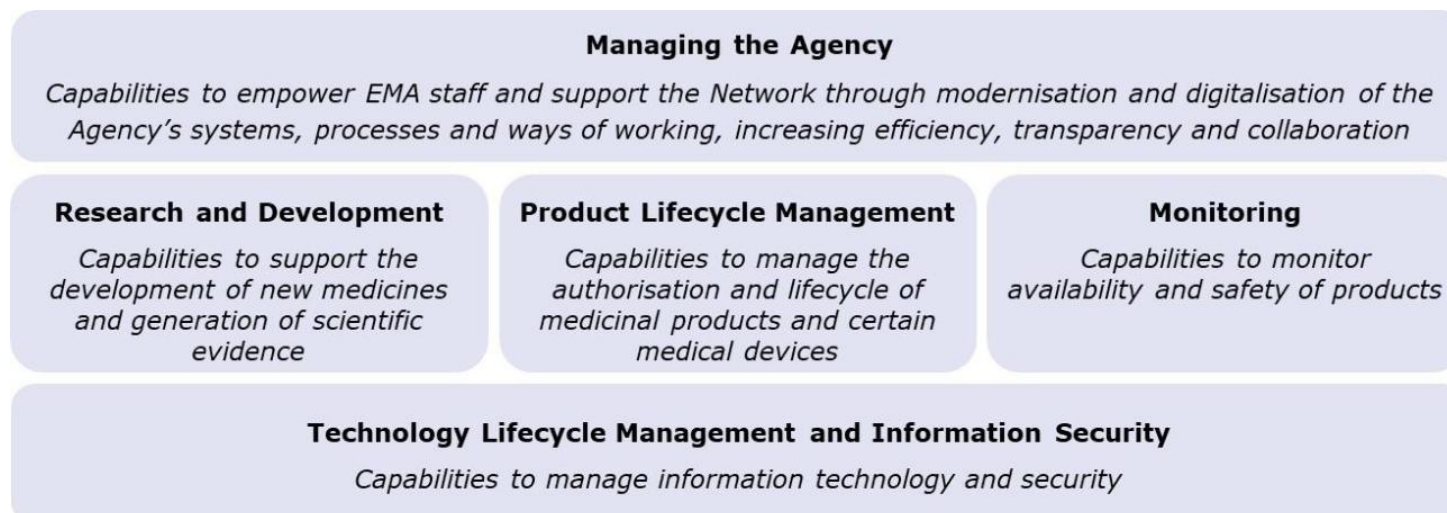 Managing the Agency
Capabilities to empower EMA staff and support the Network through modernisation and digitalisation of the
Agency’s systems, processes and ways of working, increasing efficiency, transparency and collaboration
Research and Development
Capabilities to support the
development of new medicines
and generation of scientific
evidence
Product Lifecycle Management
Capabilities to manage the
authorisation and lifecycle of
medicinal products and certain
medical devices
Monitoring
Capabilities to monitor
availability and safety of products
Technology Lifecycle Management and Information Security
Capabilities to manage information technology and security